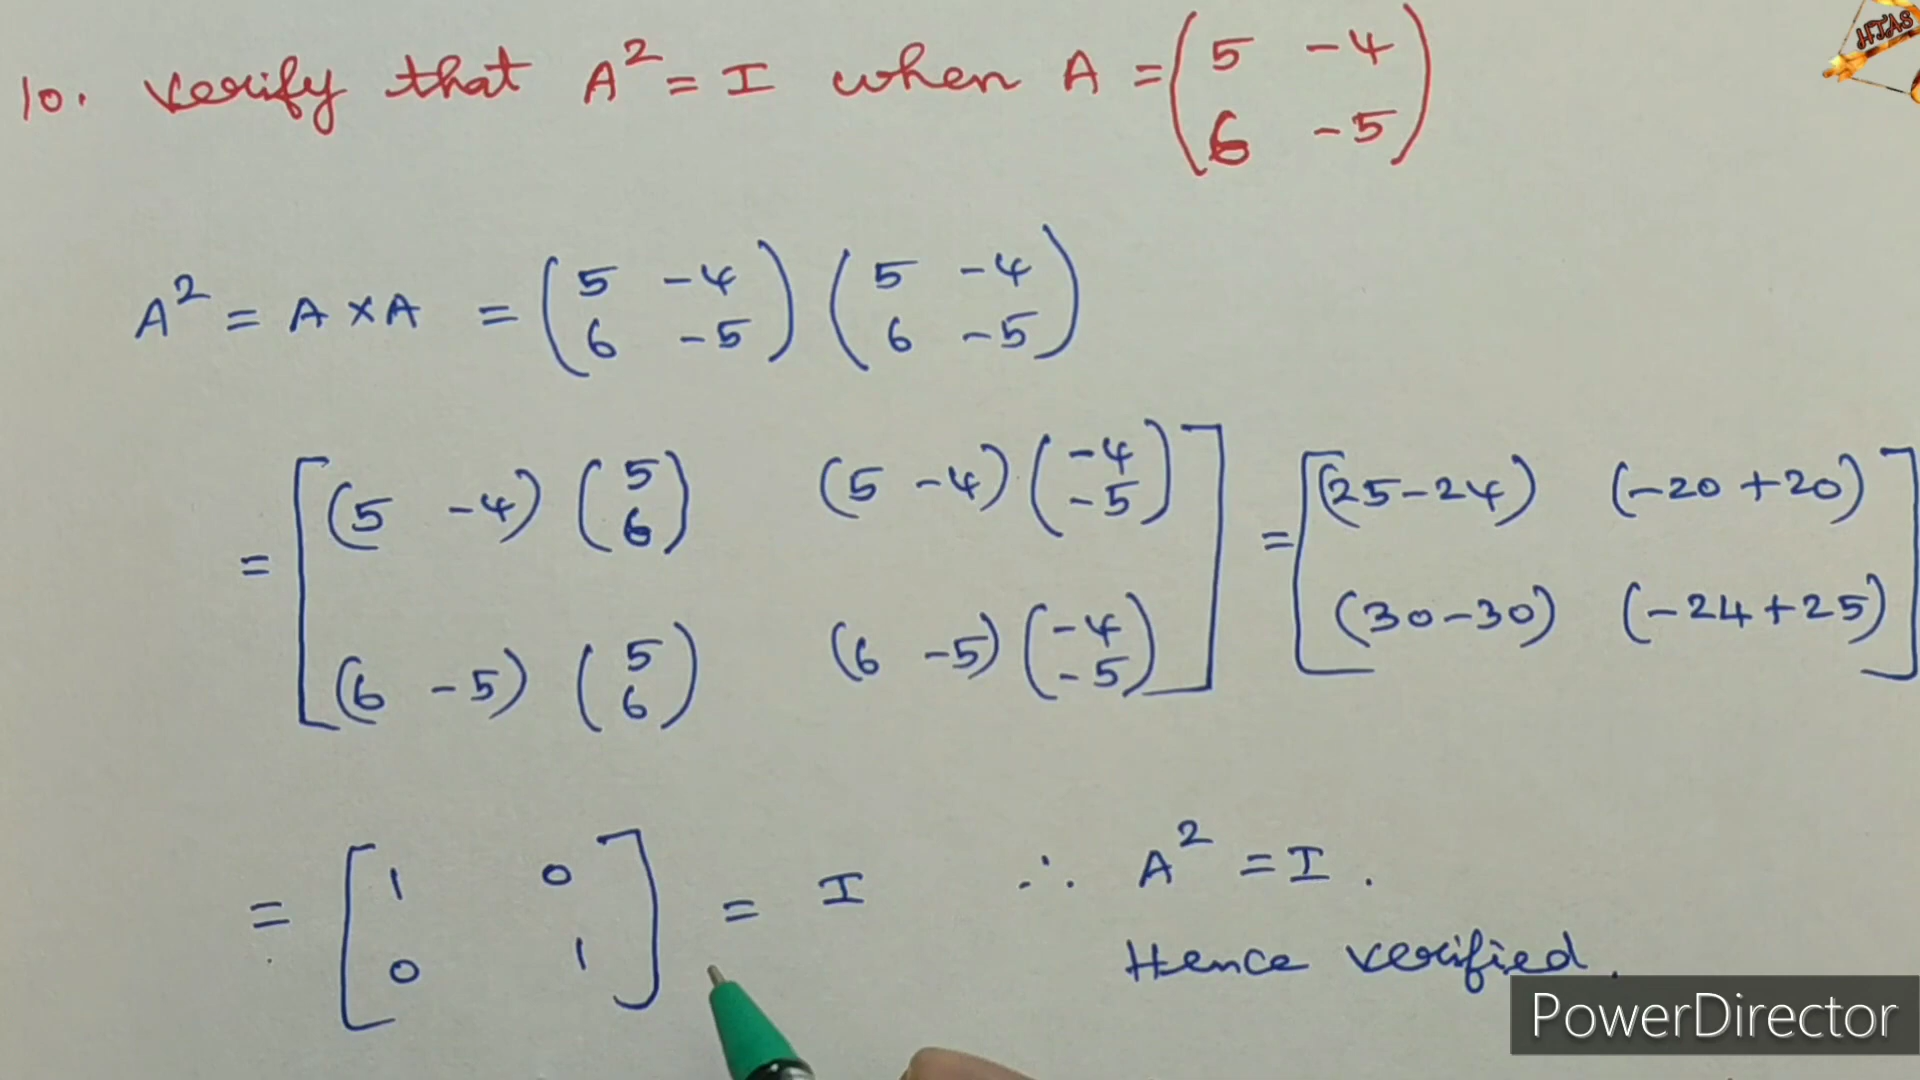 HTAS
10. Verify that A² = I when A = (5 -4
6 -5)
A² = A × A = (5 -4
6 -5) (5 -4
6 -5)
= [(5 -4) (5
6) (5 -4) (-4
-5)
(6 -5) (5
6) (6 -5) (-4
-5)] = [(25-24) (-20+20)
(30-30) (-24+25)]
= [1 0
0 1] = I ∴ A² = I.
Hence verified.
PowerDirector